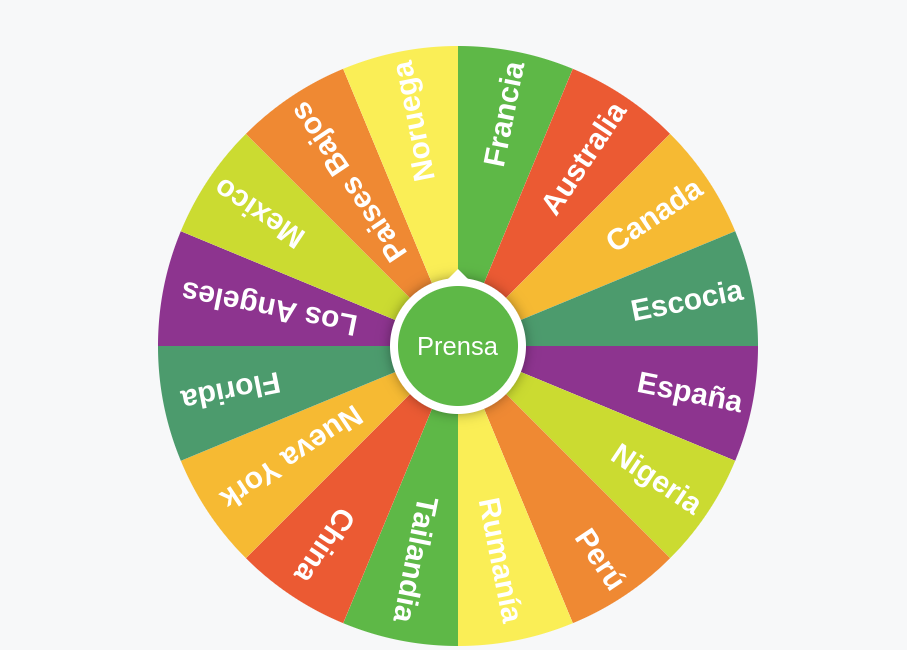 Francia
Australia
Canada
Escocia
España
Nigeria
Perú
Rumanía
Tailandia
China
Nueva York
Florida
Los Angeles
Mexico
Paises Bajos
Noruega
Prensa